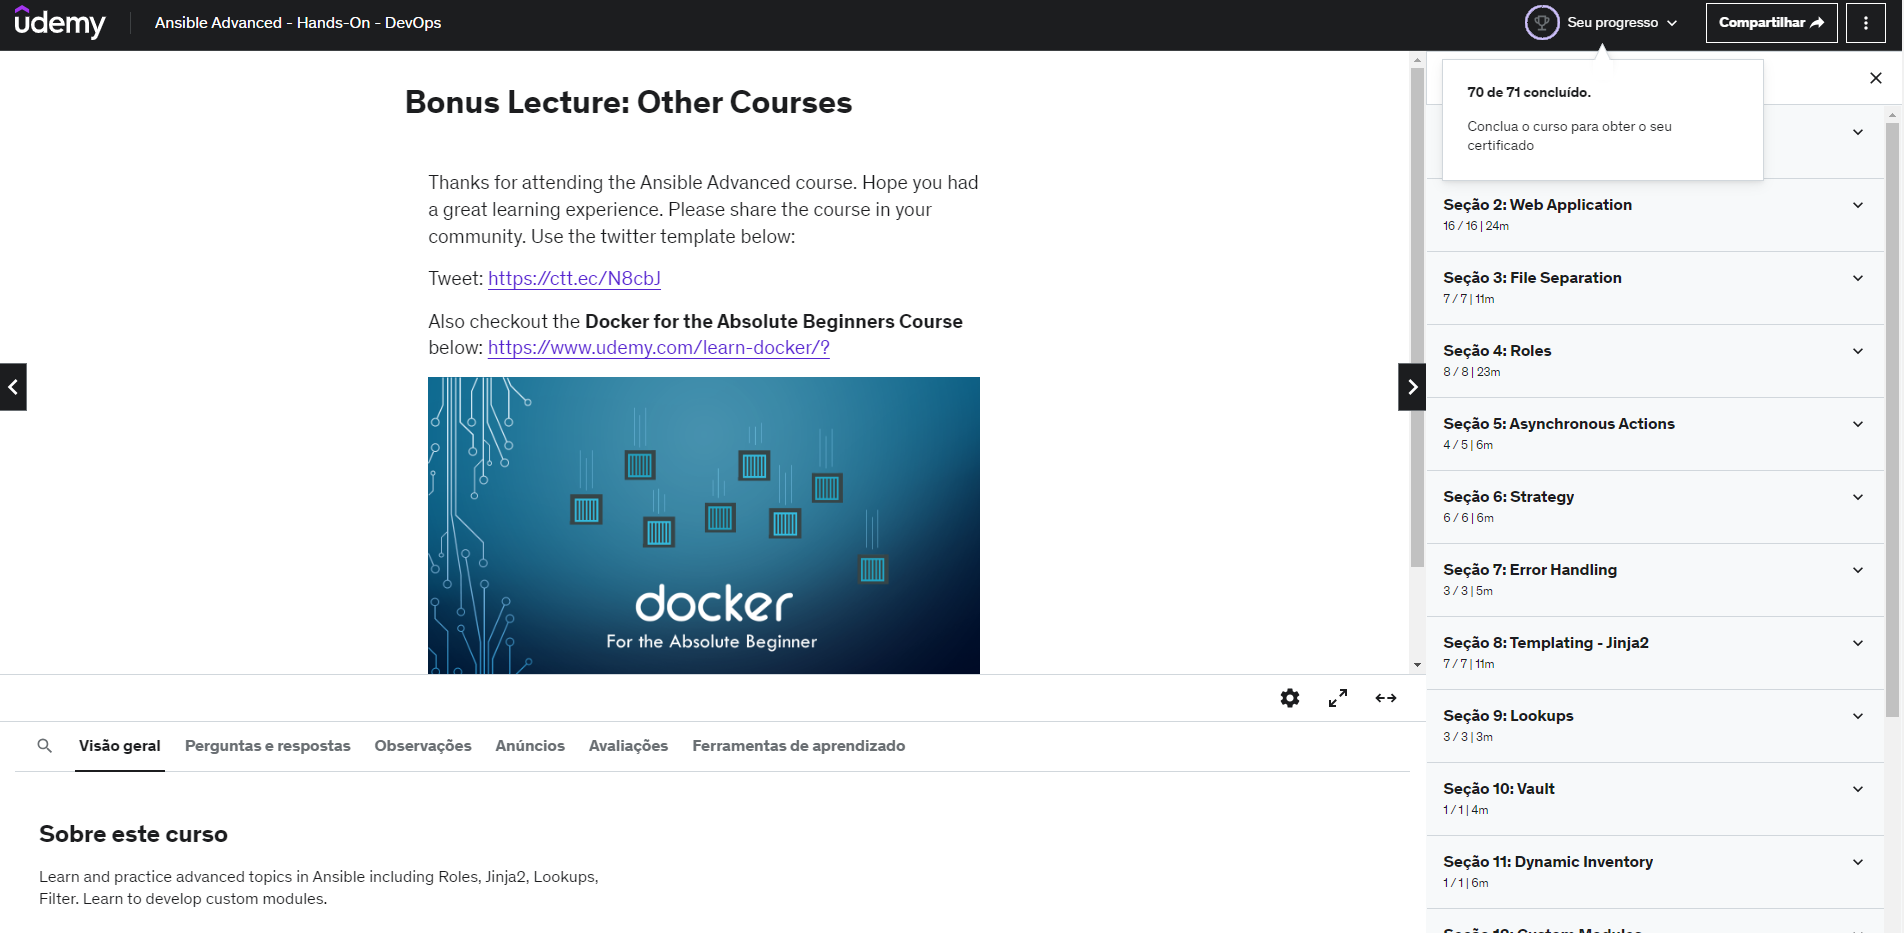 udemy
Ansible Advanced - Hands-On - DevOps
Seu progresso
Compartilhar
70 de 71 concluído.
Conclua o curso para obter o seu
certificado
Bonus Lecture: Other Courses
Thanks for attending the Ansible Advanced course. Hope you had
a great learning experience. Please share the course in your
community. Use the twitter template below:
Tweet: https://ctt.ec/N8cbJ
Also checkout the Docker for the Absolute Beginners Course
below: https://www.udemy.com/learn-docker/?
docker
For the Absolute Beginner
Visão geral
Perguntas e respostas
Observações
Anúncios
Avaliações
Ferramentas de aprendizado
Sobre este curso
Learn and practice advanced topics in Ansible including Roles, Jinja2, Lookups,
Filter. Learn to develop custom modules.
Seção 2: Web Application
16 / 16 | 24m
Seção 3: File Separation
7 / 7 | 11m
Seção 4: Roles
8 / 8 | 23m
Seção 5: Asynchronous Actions
4 / 5 | 6m
Seção 6: Strategy
6 / 6 | 6m
Seção 7: Error Handling
3 / 3 | 5m
Seção 8: Templating - Jinja2
7 / 7 | 11m
Seção 9: Lookups
3 / 3 | 3m
Seção 10: Vault
1 / 1 | 4m
Seção 11: Dynamic Inventory
1 / 1 | 6m
Seção 12: Custom Modules